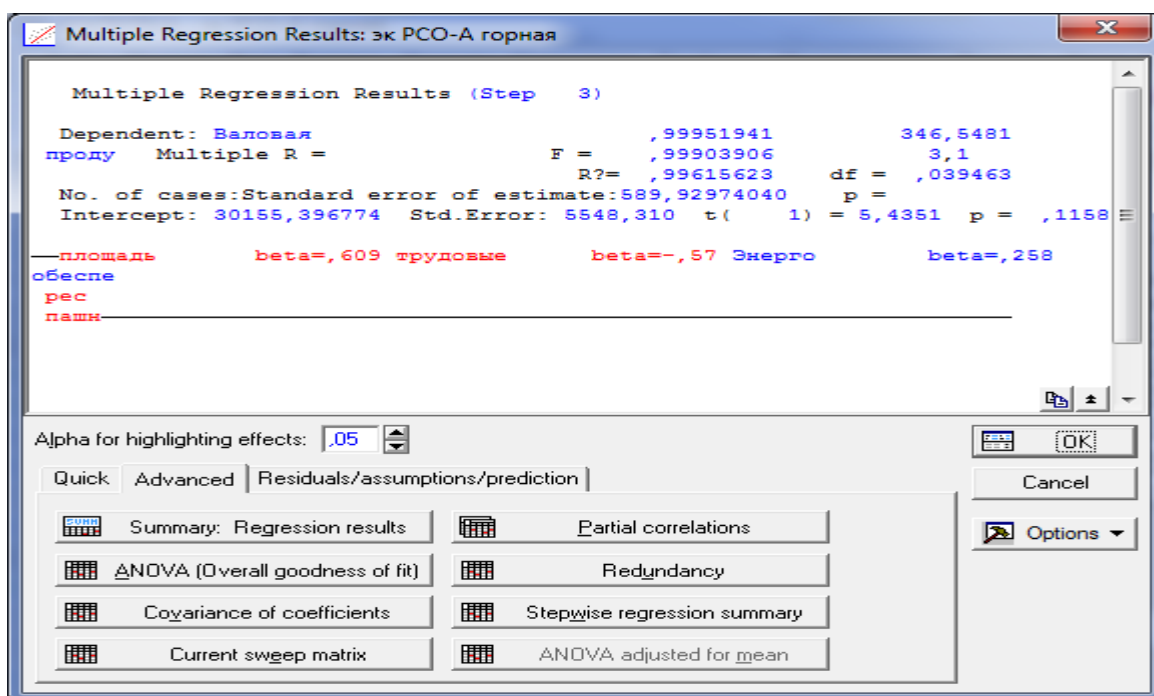 Multiple Regression Results: эк РСО-А горная
Multiple Regression Results (Step 3)
Dependent: Валовая ,99951941 346,5481
проду Multiple R = F = ,99903906 3,1
R?= ,99615623 df = ,039463
No. of cases:Standard error of estimate:589,92974040 p =
Intercept: 30155,396774 Std.Error: 5548,310 t( 1) = 5,4351 p = ,1158
площадь beta=,609 трудовые beta=-,57 Энерго beta=,258
обеспе
рес
пашн
Alpha for highlighting effects: ,05
OK
Quick Advanced Residuals/assumptions/prediction
Cancel
Summary: Regression results Partial correlations
Options
ANOVA (Overall goodness of fit) Redundancy
Covariance of coefficients Stepwise regression summary
Current sweep matrix ANOVA adjusted for mean